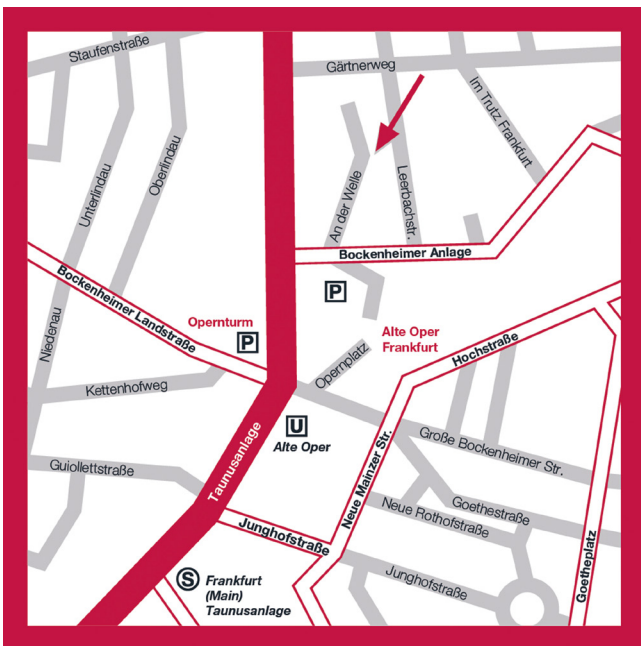 Staufenstraße
Gärtnerweg
Im Trutz Frankfurt
Unterlindau
Oberlindau
An der Welle
Leerbachstr.
Bockenheimer Anlage
Bockenheimer Landstraße
P
Opernturm
P
Alte Oper
Frankfurt
Hochstraße
Niedenau
Opernplatz
Kettenhofweg
U
Alte Oper
Große Bockenheimer Str.
Taunusanlage
Neue Mainzer Str.
Guiollettstraße
Goethestraße
Neue Rothofstraße
Junghofstraße
Goetheplatz
Junghofstraße
S
Frankfurt
(Main)
Taunusanlage